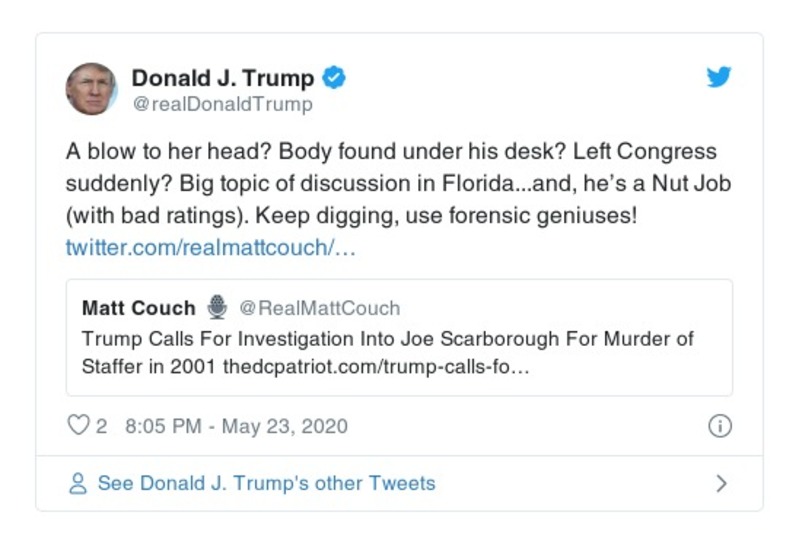 Donald J. Trump
@realDonaldTrump
A blow to her head? Body found under his desk? Left Congress
suddenly? Big topic of discussion in Florida...and, he’s a Nut Job
(with bad ratings). Keep digging, use forensic geniuses!
twitter.com/realmattcouch/…
Matt Couch 🎙 @RealMattCouch
Trump Calls For Investigation Into Joe Scarborough For Murder of
Staffer in 2001 thedcpatriot.com/trump-calls-fo…
2 8:05 PM - May 23, 2020
See Donald J. Trump's other Tweets